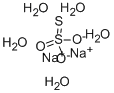 H₂O H₂O
S
H₂O
H₂O S O⁻
O O⁻
Na⁺ Na⁺
H₂O